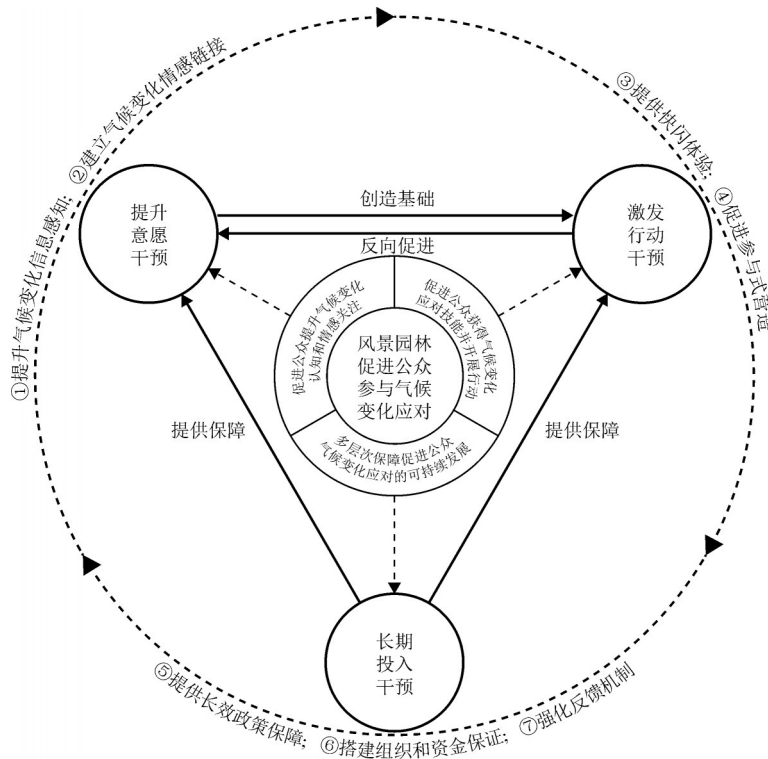 ①提升气候变化信息感知;
②建立气候变化情感链接
③提供快闪体验;
④促进参与式营造
提升
意愿
干预
创造基础
反向促进
激发
行动
干预
促进公众提升气候变化
认知和情感关注
促进公众获得气候变化
应对技能并开展行动
风景园林
促进公众
参与气候
变化应对
多层次保障促进公众
气候变化应对的可持续发展
提供保障
提供保障
长期
投入
干预
⑤提供长效政策保障;
⑥搭建组织和资金保证;
⑦强化反馈机制